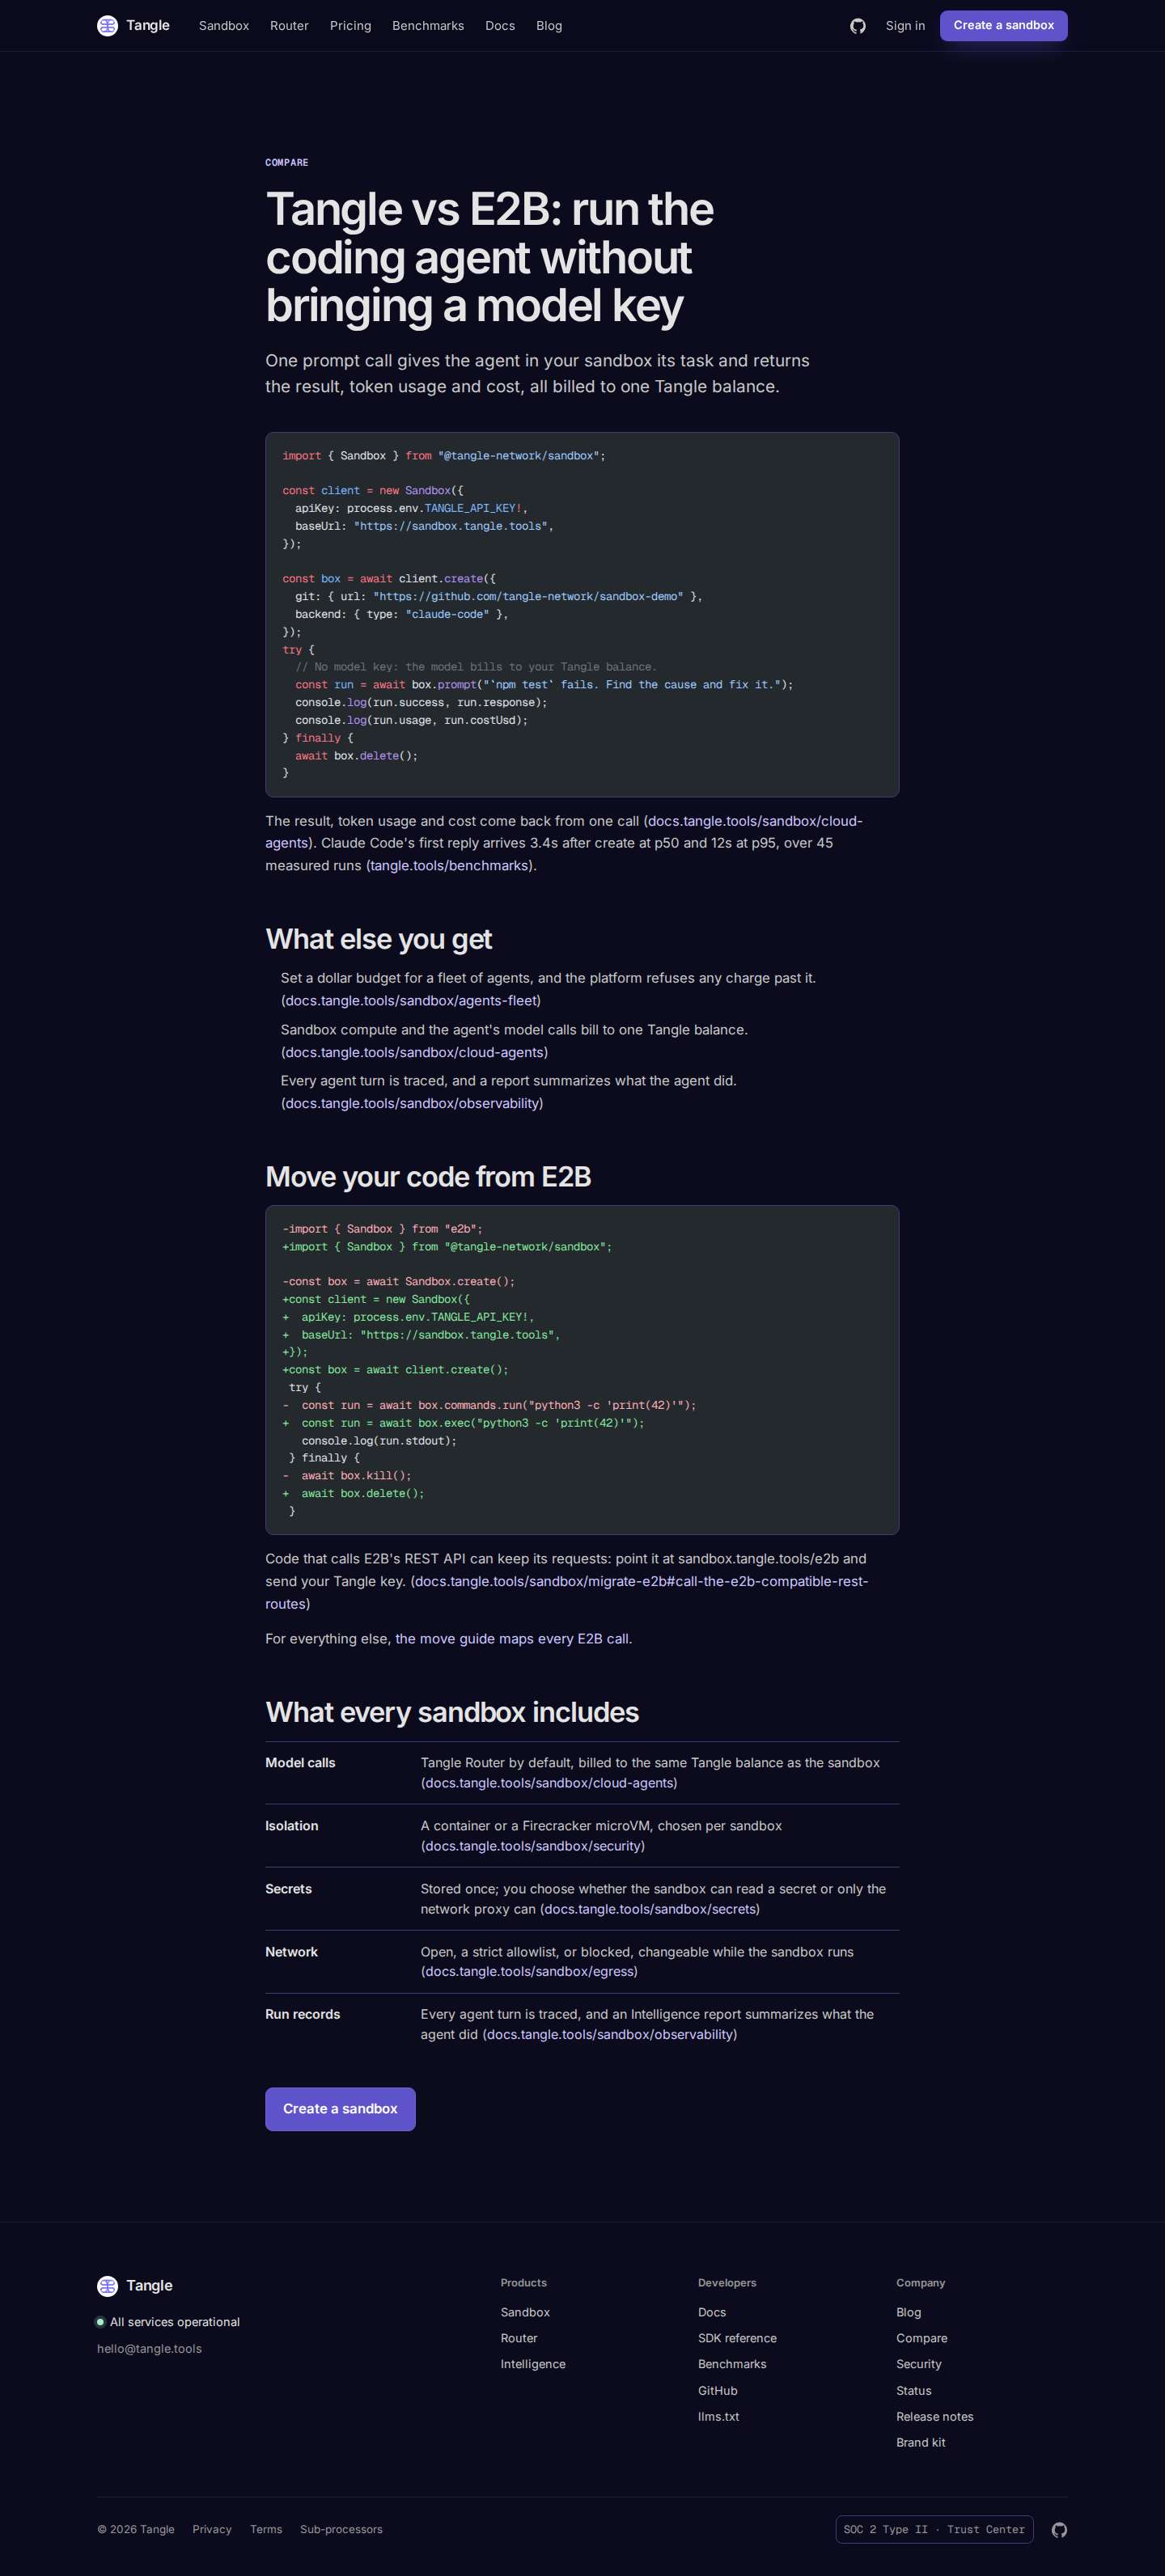 Tangle
Sandbox
Router
Pricing
Benchmarks
Docs
Blog
Sign in
Create a sandbox
COMPARE
Tangle vs E2B: run the
coding agent without
bringing a model key
One prompt call gives the agent in your sandbox its task and returns
the result, token usage and cost, all billed to one Tangle balance.
import { Sandbox } from "@tangle-network/sandbox";
const client = new Sandbox({
  apiKey: process.env.TANGLE_API_KEY!,
  baseUrl: "https://sandbox.tangle.tools",
});
const box = await client.create({
  git: { url: "https://github.com/tangle-network/sandbox-demo" },
  backend: { type: "claude-code" },
});
try {
  // No model key: the model bills to your Tangle balance.
  const run = await box.prompt("`npm test` fails. Find the cause and fix it.");
  console.log(run.success, run.response);
  console.log(run.usage, run.costUsd);
} finally {
  await box.delete();
}
The result, token usage and cost come back from one call (docs.tangle.tools/sandbox/cloud-
agents). Claude Code's first reply arrives 3.4s after create at p50 and 12s at p95, over 45
measured runs (tangle.tools/benchmarks).
What else you get
Set a dollar budget for a fleet of agents, and the platform refuses any charge past it.
(docs.tangle.tools/sandbox/agents-fleet)
Sandbox compute and the agent's model calls bill to one Tangle balance.
(docs.tangle.tools/sandbox/cloud-agents)
Every agent turn is traced, and a report summarizes what the agent did.
(docs.tangle.tools/sandbox/observability)
Move your code from E2B
-import { Sandbox } from "e2b";
+import { Sandbox } from "@tangle-network/sandbox";
-const box = await Sandbox.create();
+const client = new Sandbox({
+  apiKey: process.env.TANGLE_API_KEY!,
+  baseUrl: "https://sandbox.tangle.tools",
+});
+const box = await client.create();
 try {
-  const run = await box.commands.run("python3 -c 'print(42)'");
+  const run = await box.exec("python3 -c 'print(42)'");
   console.log(run.stdout);
 } finally {
-  await box.kill();
+  await box.delete();
 }
Code that calls E2B's REST API can keep its requests: point it at sandbox.tangle.tools/e2b and
send your Tangle key. (docs.tangle.tools/sandbox/migrate-e2b#call-the-e2b-compatible-rest-
routes)
For everything else, the move guide maps every E2B call.
What every sandbox includes
Model calls
Tangle Router by default, billed to the same Tangle balance as the sandbox
(docs.tangle.tools/sandbox/cloud-agents)
Isolation
A container or a Firecracker microVM, chosen per sandbox
(docs.tangle.tools/sandbox/security)
Secrets
Stored once; you choose whether the sandbox can read a secret or only the
network proxy can (docs.tangle.tools/sandbox/secrets)
Network
Open, a strict allowlist, or blocked, changeable while the sandbox runs
(docs.tangle.tools/sandbox/egress)
Run records
Every agent turn is traced, and an Intelligence report summarizes what the
agent did (docs.tangle.tools/sandbox/observability)
Create a sandbox
Tangle
All services operational
hello@tangle.tools
Products
Sandbox
Router
Intelligence
Developers
Docs
SDK reference
Benchmarks
GitHub
llms.txt
Company
Blog
Compare
Security
Status
Release notes
Brand kit
© 2026 Tangle
Privacy
Terms
Sub-processors
SOC 2 Type II · Trust Center